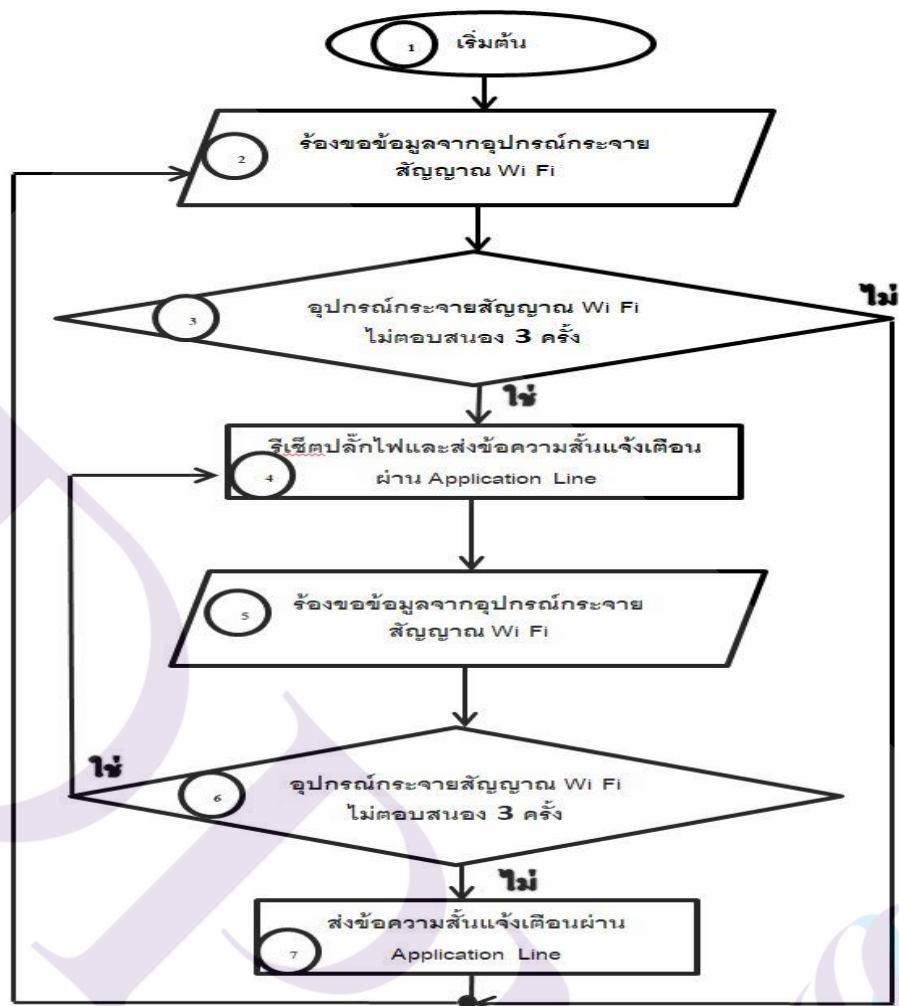 1 เริ่มต้น
2 ร้องขอข้อมูลจากอุปกรณ์กระจาย
สัญญาณ Wi Fi
ไม่
3 อุปกรณ์กระจายสัญญาณ Wi Fi
ไม่ตอบสนอง 3 ครั้ง
ใช่
รีเซ็ตปลั๊กไฟและส่งข้อความสั้นแจ้งเตือน
4 ผ่าน Application Line
5 ร้องขอข้อมูลจากอุปกรณ์กระจาย
สัญญาณ Wi Fi
ใช่
6 อุปกรณ์กระจายสัญญาณ Wi Fi
ไม่ตอบสนอง 3 ครั้ง
ไม่
ส่งข้อความสั้นแจ้งเตือนผ่าน
7 Application Line